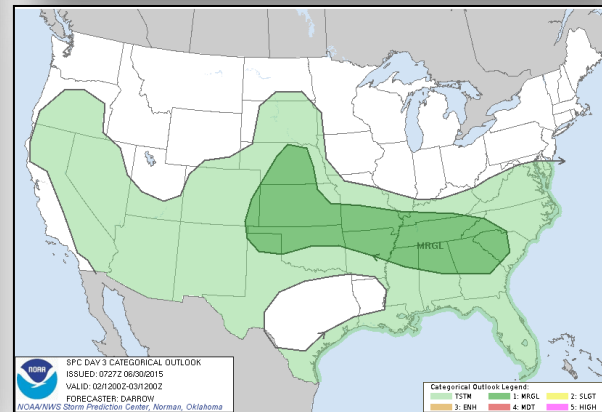 MRGL
NOAA
SPC DAY 3 CATEGORICAL OUTLOOK
ISSUED: 0727Z 06/30/2015
VALID: 02/1200Z-03/1200Z
FORECASTER: DARROW
NOAA/NWS Storm Prediction Center, Norman, Oklahoma
Categorical Outlook Legend:
TSTM 1: MRGL 2: SLGT
3: ENH 4: MDT 5: HIGH